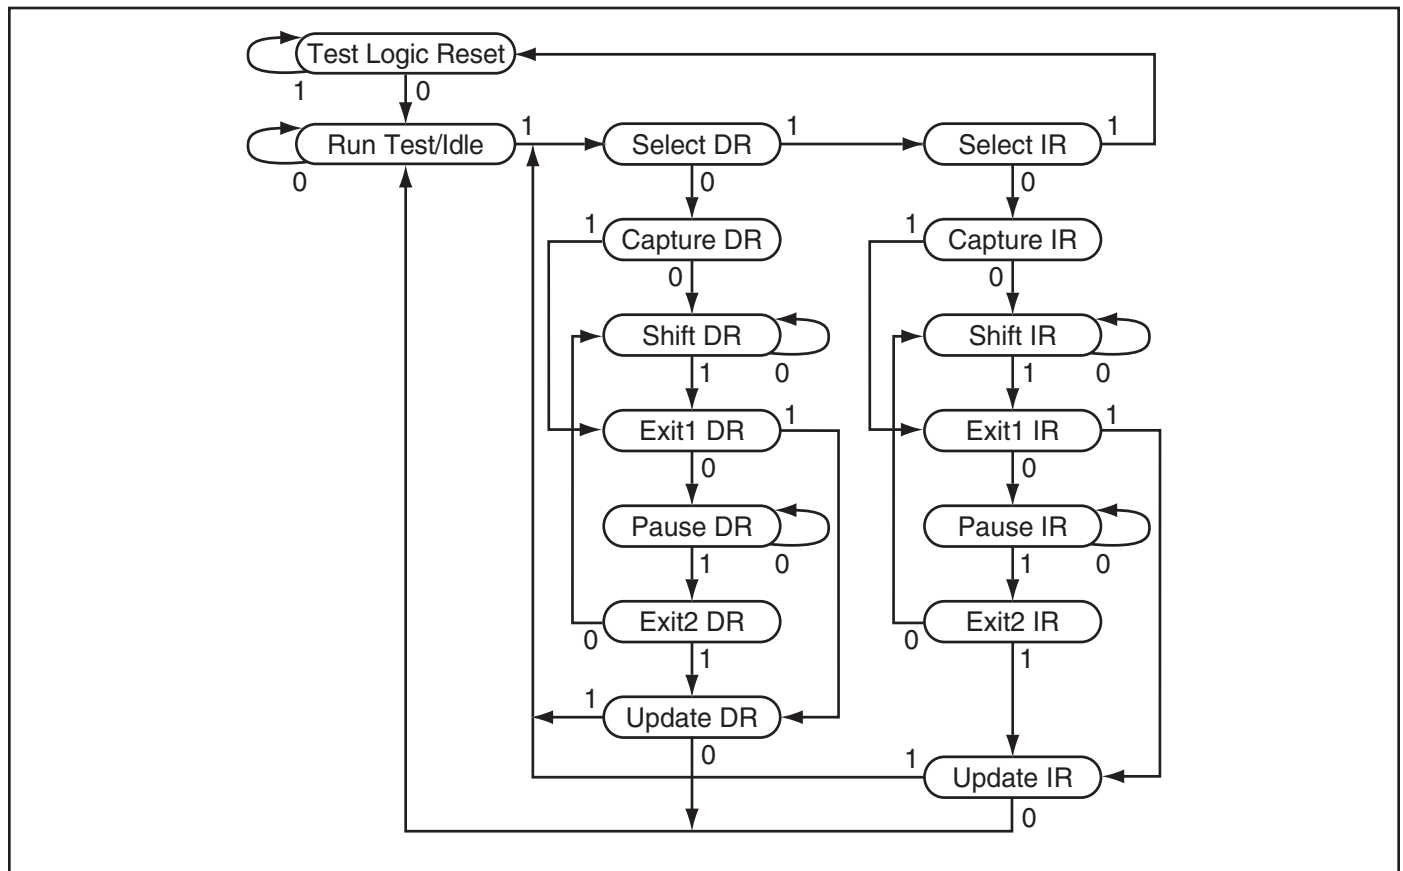 Test Logic Reset
1 0
Run Test/Idle 1 Select DR 1 Select IR 1
0 0 0
1 Capture DR 1 Capture IR
0 0
Shift DR Shift IR
1 0 1 0
Exit1 DR 1 Exit1 IR 1
0 0
Pause DR Pause IR
1 0 1 0
Exit2 DR Exit2 IR
0 1 0 1
1 Update DR
0 1 Update IR
0